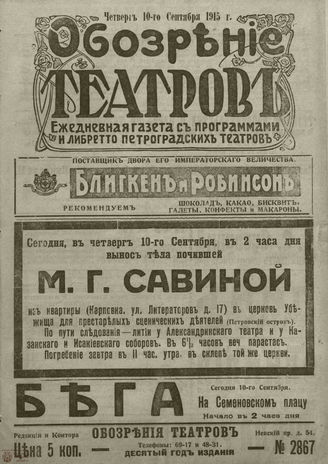 Четвергъ 10-го Сентября 1915 г.
Обозрѣніе
ТЕАТРОВЪ
Ежедневная газета съ программами
и либретто петроградскихъ театровъ
ПОСТАВЩИКЪ ДВОРА ЕГО ИМПЕРАТОРСКАГО ВЕЛИЧЕСТВА.
Блигкенъ и Робинсонъ
РЕКОМЕНДУЕМЪ
ШОКОЛАДЪ, КАКАО, БИСКВИТ.
ГАЛЕТЫ, КОНФЕКТЫ и МАКАРОНЫ.
Сегодня, въ четвергъ 10-го Сентября, въ 2 часа дня
выносъ тѣла почившей
М. Г. САВИНОЙ
изъ квартиры (Карповка, ул. Литераторовъ д. 17) въ церковь Убѣ-
жища для престарѣлыхъ сценическихъ дѣятелей (Петровскій островъ).
По пути слѣдованія — литіи у Александринскаго театра и у Ка-
занскаго и Исакіевскаго соборовъ. Въ 6½ часовъ веч парастасъ.
Погребеніе завтра въ 11 час. утра. въ склепѣ той же церкви.
БѢГА
Сегодня 10-го Сентября.
На Семеновскомъ плацу
Начало въ 2 часа дня
Редакція и Контора
ОБОЗРѢНІЯ ТЕАТРОВЪ
Невскій пр. д. 54.
Цѣна 5 коп. —
Телефоны: 69-17 и 48-31.
ДЕСЯТЫЙ ГОДЪ ИЗДАНІЯ
— № 2867